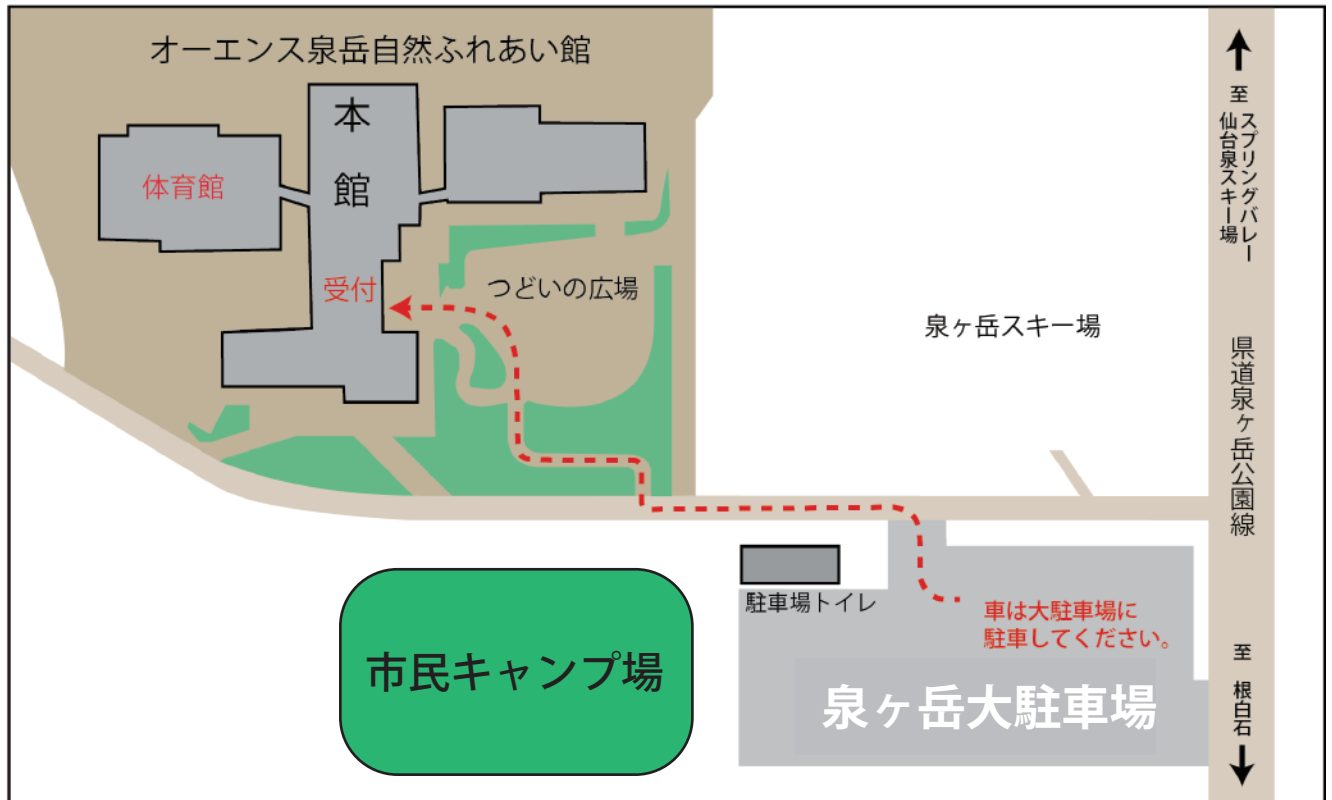 オーエンス泉岳自然ふれあい館
本
館
体育館
受付
つどいの広場
泉ヶ岳スキー場
至
スプリングバレー
仙台泉スキー場
県道泉ヶ岳公園線
駐車場トイレ
車は大駐車場に
駐車してください。
市民キャンプ場
泉ヶ岳大駐車場
至
根白石